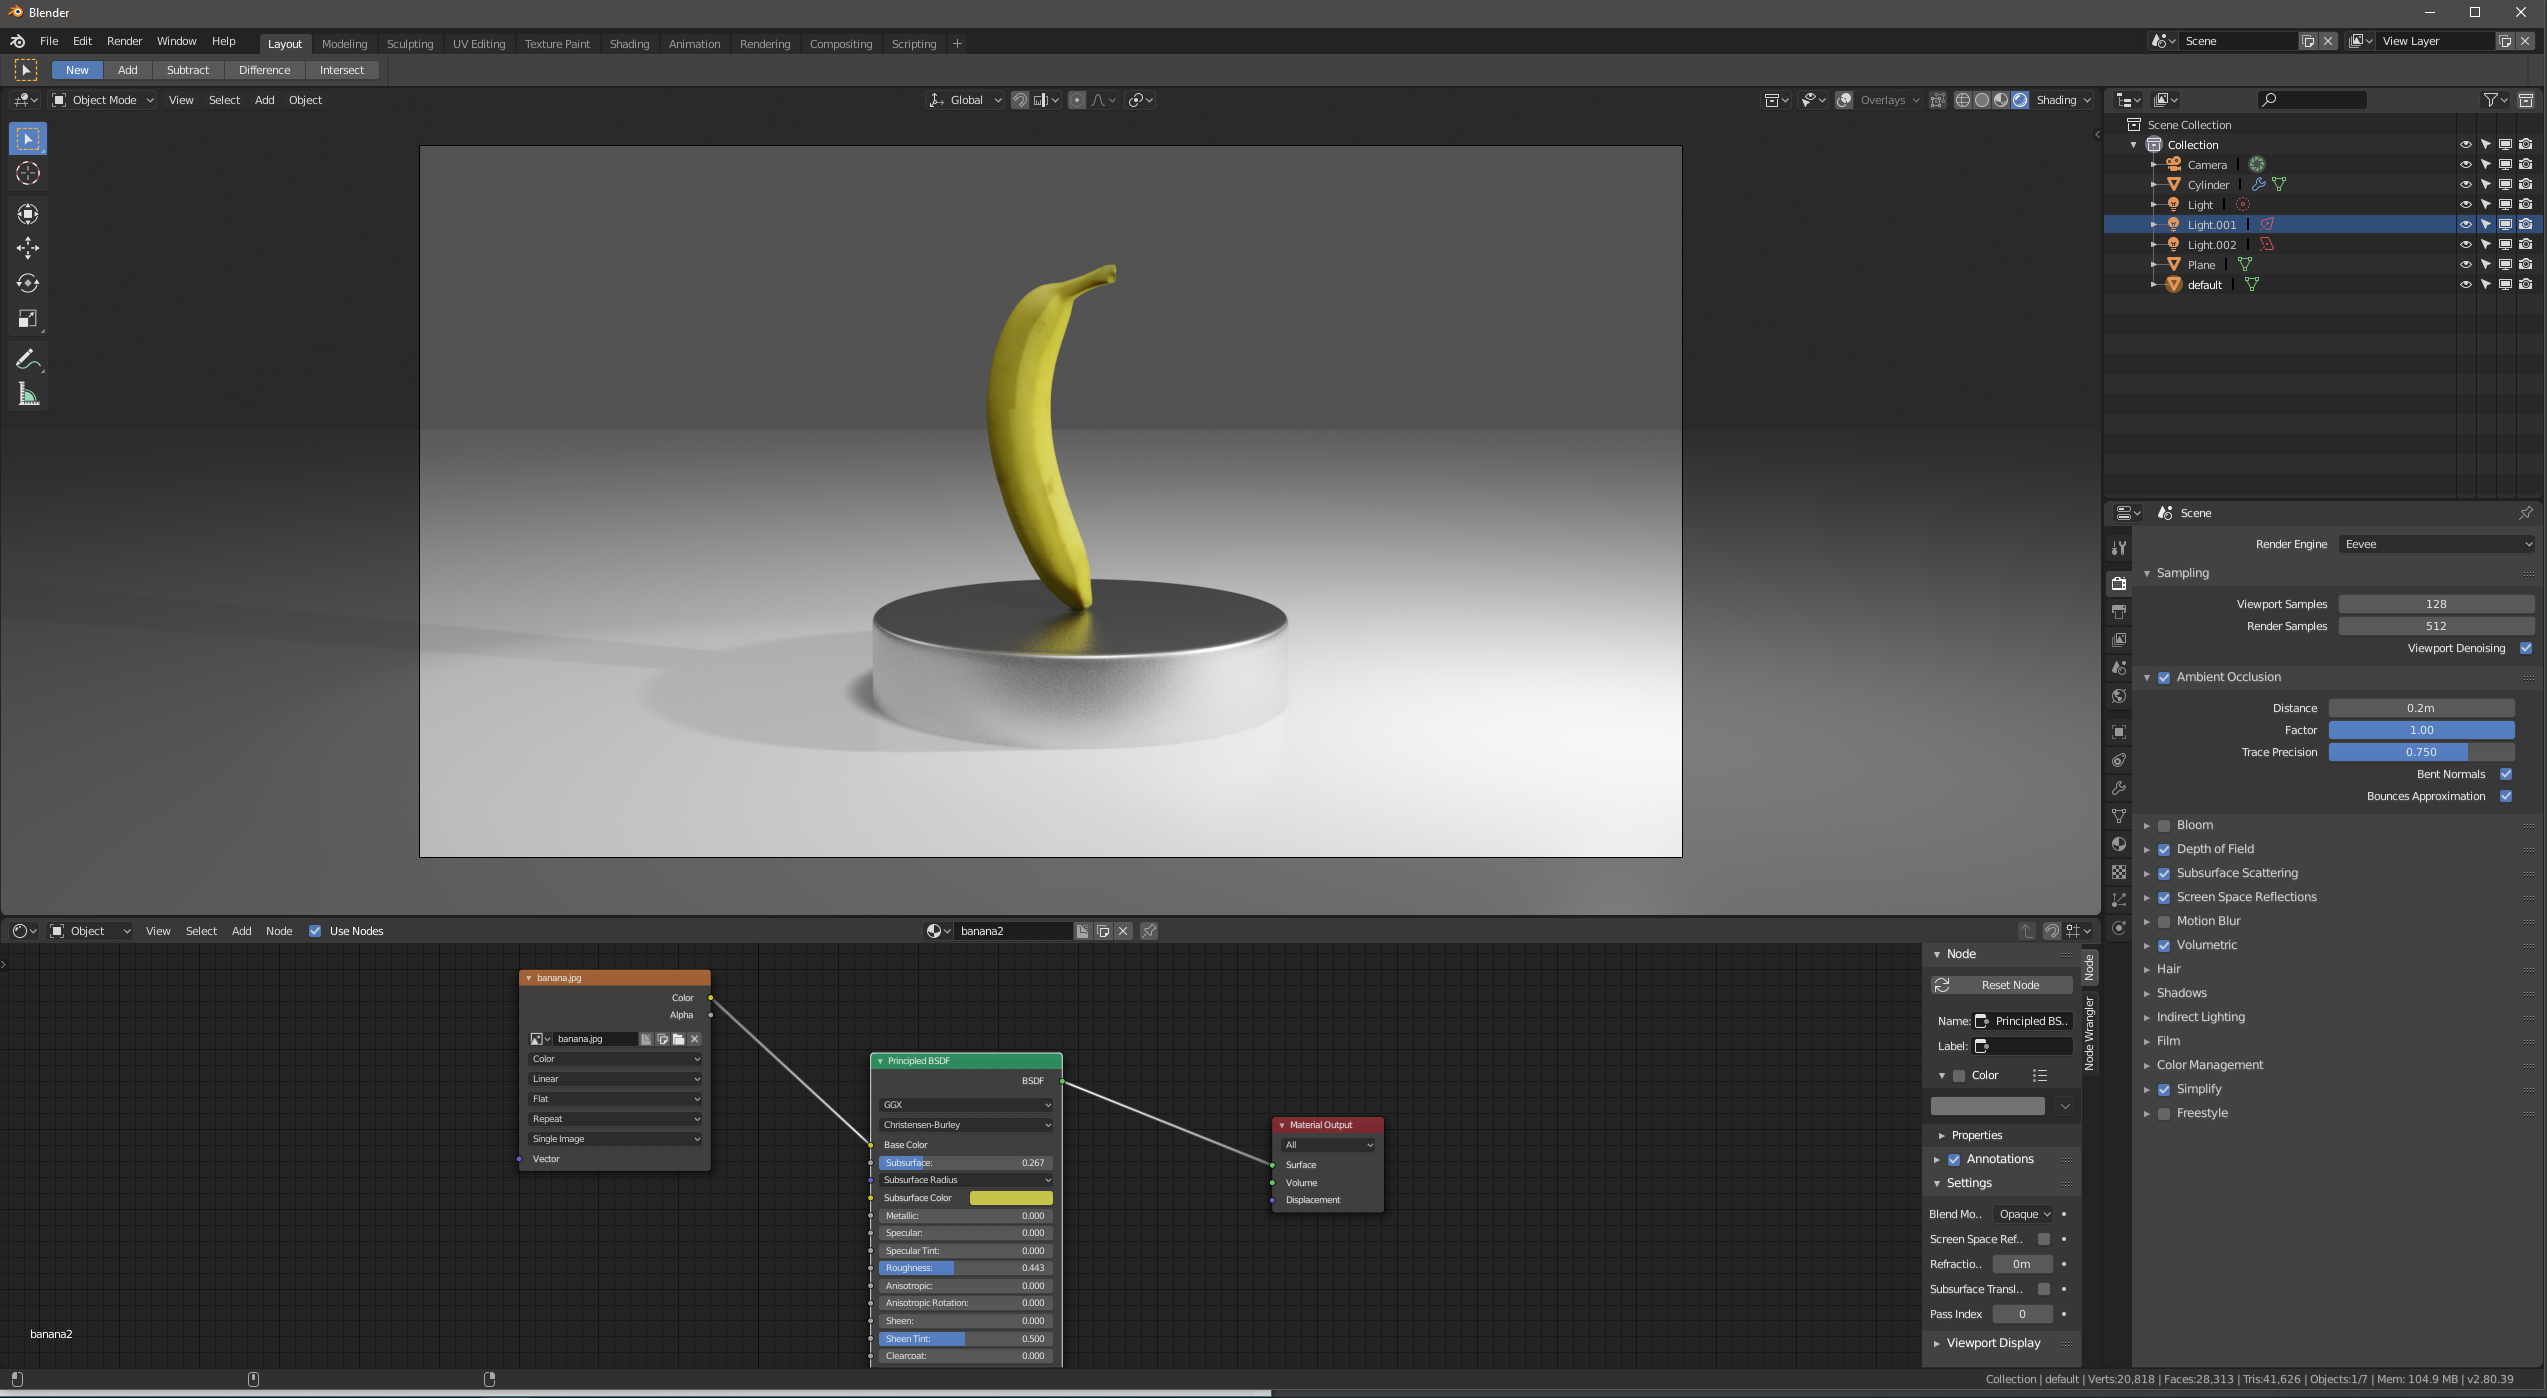 Blender
File Edit Render Window Help Layout Modeling Sculpting UV Editing Texture Paint Shading Animation Rendering Compositing Scripting + Scene View Layer
New Add Subtract Difference Intersect
Object Mode View Select Add Object Global Overlays Shading
Scene Collection
Collection
Camera
Cylinder
Light
Light.001
Light.002
Plane
default
Scene
Render Engine Eevee
Sampling
Viewport Samples 128
Render Samples 512
Viewport Denoising
Ambient Occlusion
Distance 0.2m
Factor 1.00
Trace Precision 0.750
Bent Normals
Bounces Approximation
Bloom
Depth of Field
Subsurface Scattering
Screen Space Reflections
Motion Blur
Volumetric
Hair
Shadows
Indirect Lighting
Film
Color Management
Simplify
Freestyle
Object View Select Add Node Use Nodes banana2
banana.jpg
Color
Alpha
banana.jpg
Color
Linear
Flat
Repeat
Single Image
Vector
Principled BSDF
BSDF
GGX
Christensen-Burley
Base Color
Subsurface: 0.267
Subsurface Radius
Subsurface Color
Metallic: 0.000
Specular: 0.000
Specular Tint: 0.000
Roughness: 0.443
Anisotropic: 0.000
Anisotropic Rotation: 0.000
Sheen: 0.000
Sheen Tint: 0.500
Clearcoat: 0.000
Material Output
All
Surface
Volume
Displacement
Node
Reset Node
Name: Principled BS..
Label:
Color
Properties
Annotations
Settings
Blend Mo.. Opaque
Screen Space Ref..
Refractio.. 0m
Subsurface Transl..
Pass Index 0
Viewport Display
Node
Node Wrangler
banana2
Collection | default | Verts:20,818 | Faces:28,313 | Tris:41,626 | Objects:1/7 | Mem: 104.9 MB | v2.80.39